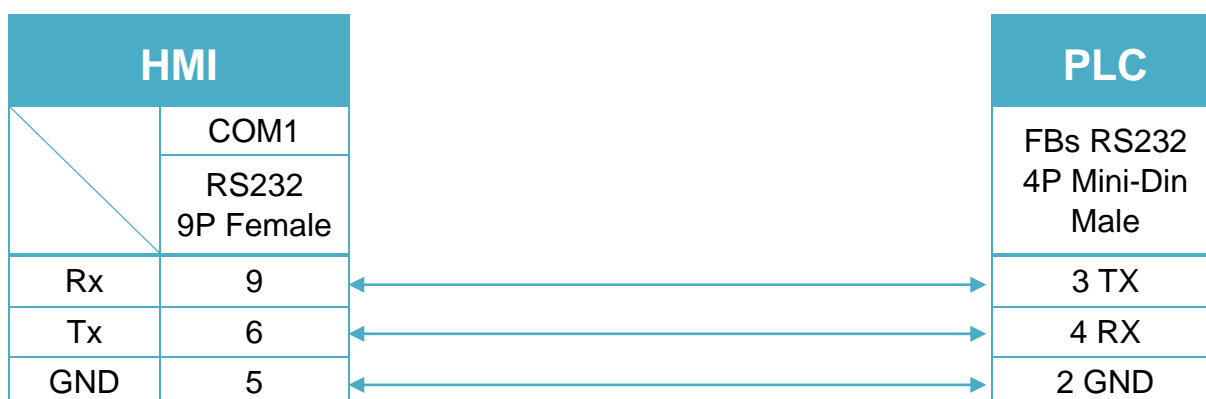 HMI
PLC
COM1
RS232
9P Female
FBs RS232
4P Mini-Din
Male
Rx 9 3 TX
Tx 6 4 RX
GND 5 2 GND